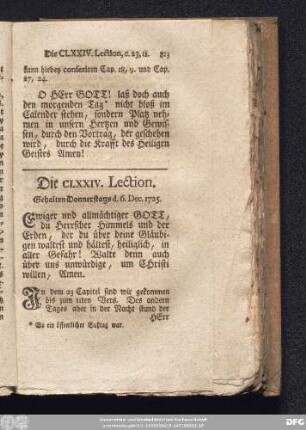 Die CLXXIV. Lection, c. 23, 11. 813
kann hiebey conferiren Cap. 18, 9. und Cap.
27, 24.
O HErr GOTT! laß doch auch
den morgenden Tag* nicht bloß im
Calender stehen, sondern Platz neh-
men in unsern Hertzen und Gewis-
sen, durch den Vortrag, der geschehen
wird, durch die Krafft des Heiligen
Geistes Amen!
Die CLXXIV. Lection.
Gehalten Donnerstags d. 6. Dec. 1725.
Ewiger und allmächtiger GOTT,
du Herrscher Himmels und der
Erden, der du über deine Gläubi-
gen waltest und hältest, heiliglich, in
aller Gefahr! Walte denn auch
über uns unwürdige, um Christi
willen, Amen.
In dem 23 Capitel sind wir gekommen
bis zum 11ten Vers. Des andern
Tages aber in der Nacht stand der
HErr
* So ein öffentlicher Bußtag war.
DFG